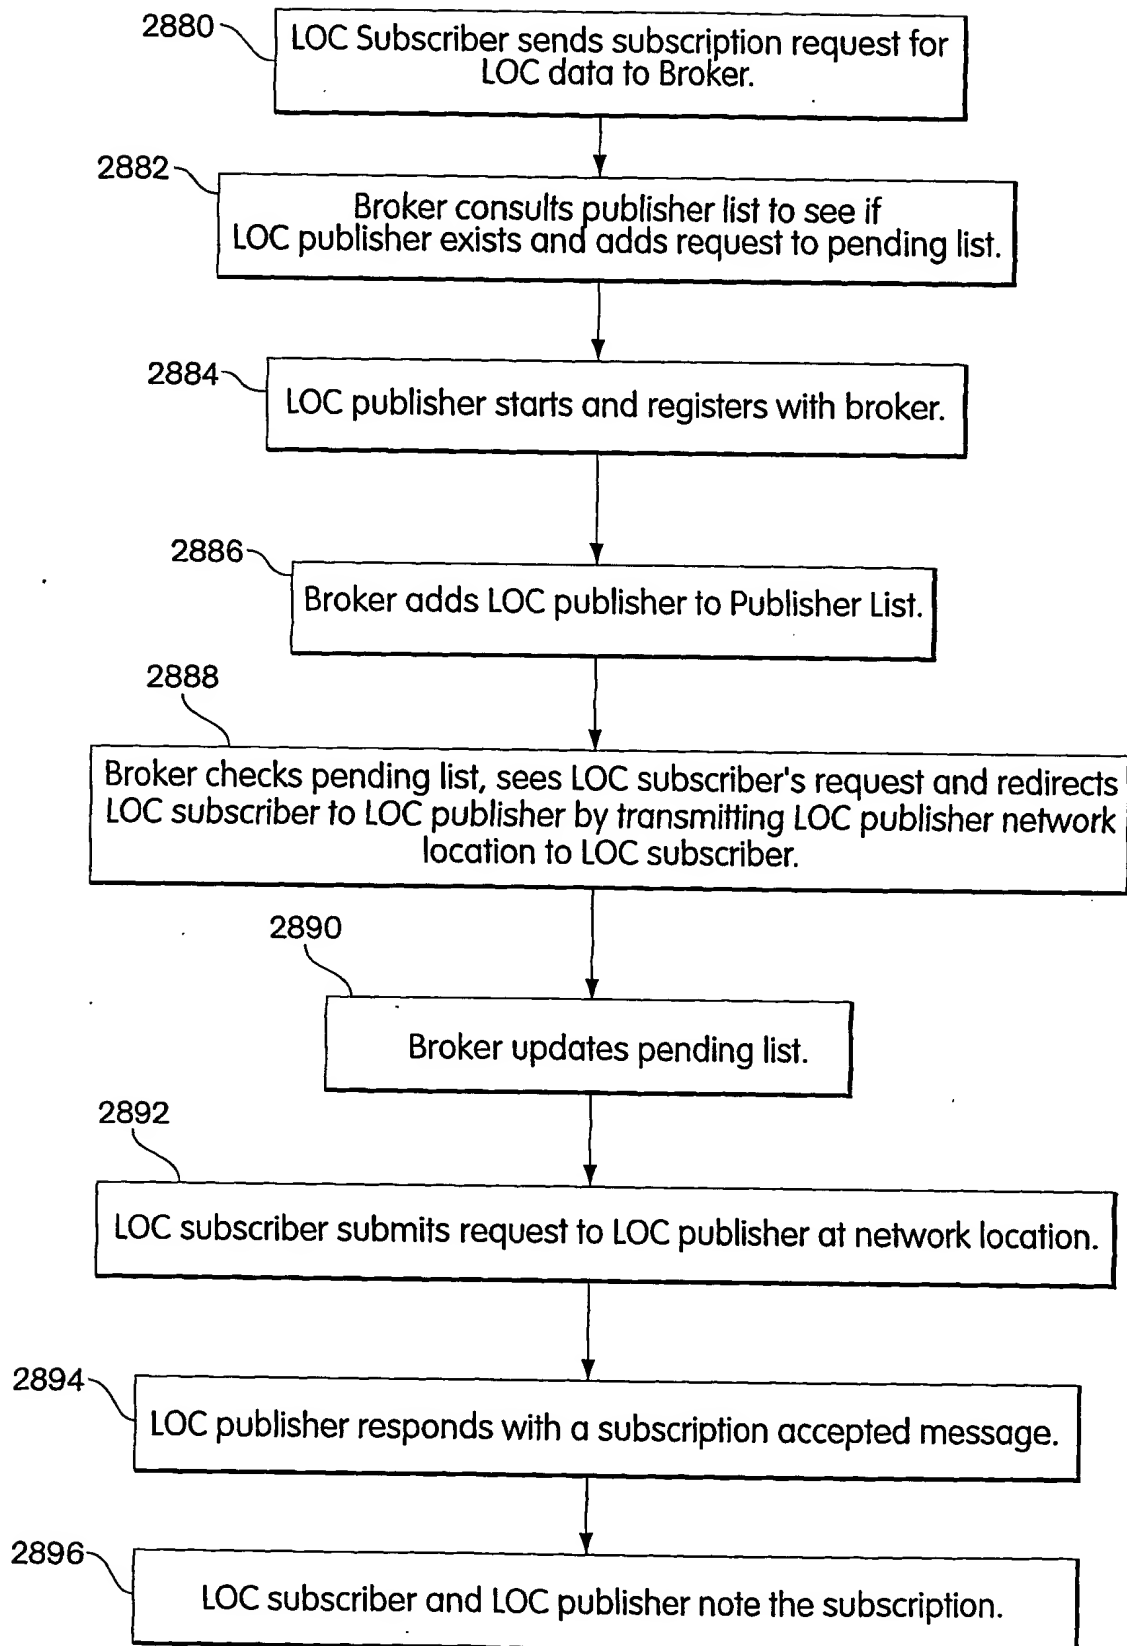 2880
LOC Subscriber sends subscription request for
LOC data to Broker.
2882
Broker consults publisher list to see if
LOC publisher exists and adds request to pending list.
2884
LOC publisher starts and registers with broker.
2886
Broker adds LOC publisher to Publisher List.
2888
Broker checks pending list, sees LOC subscriber's request and redirects
LOC subscriber to LOC publisher by transmitting LOC publisher network
location to LOC subscriber.
2890
Broker updates pending list.
2892
LOC subscriber submits request to LOC publisher at network location.
2894
LOC publisher responds with a subscription accepted message.
2896
LOC subscriber and LOC publisher note the subscription.